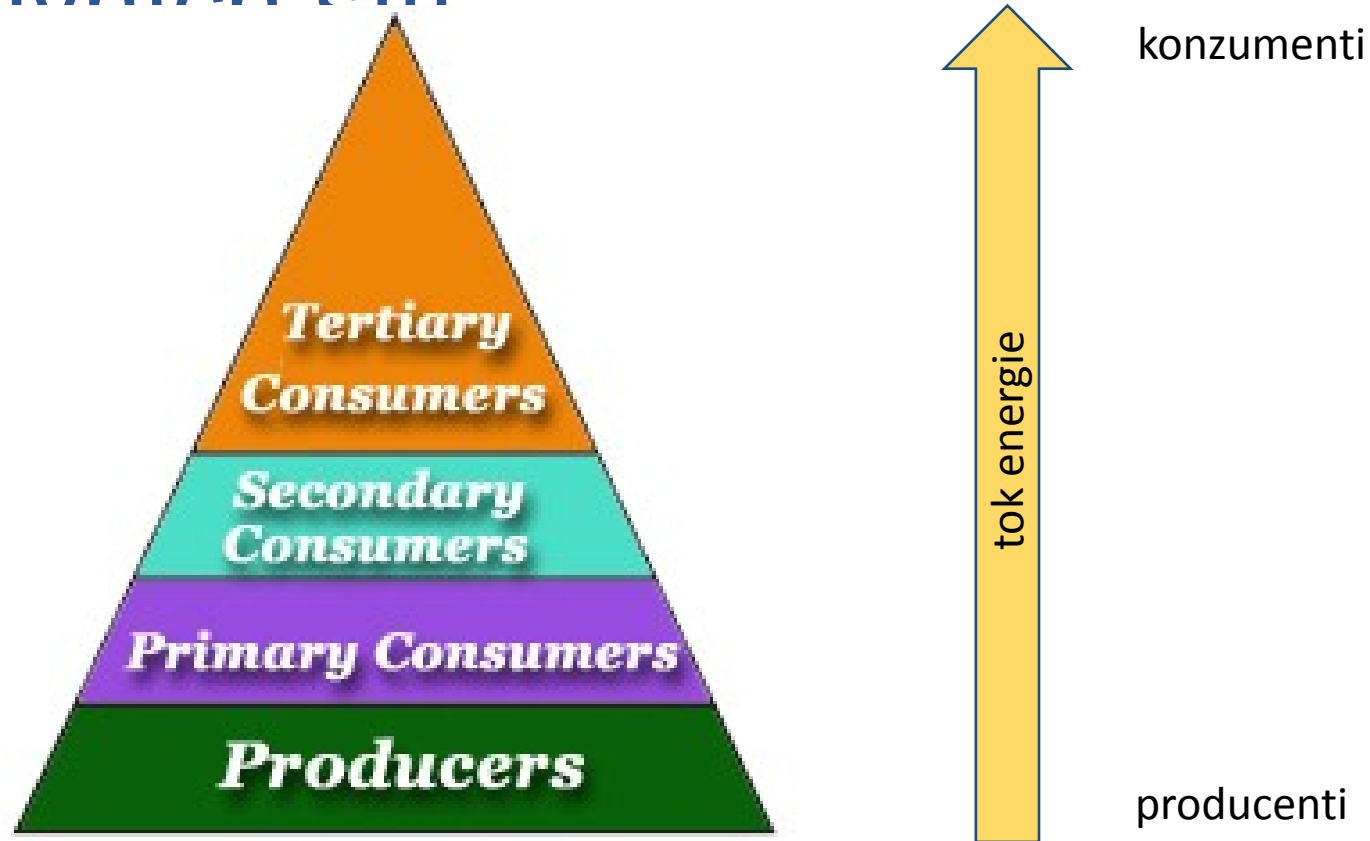 konzumenti
Tertiary
Consumers
Secondary
Consumers
Primary Consumers
Producers
tok energie
producenti